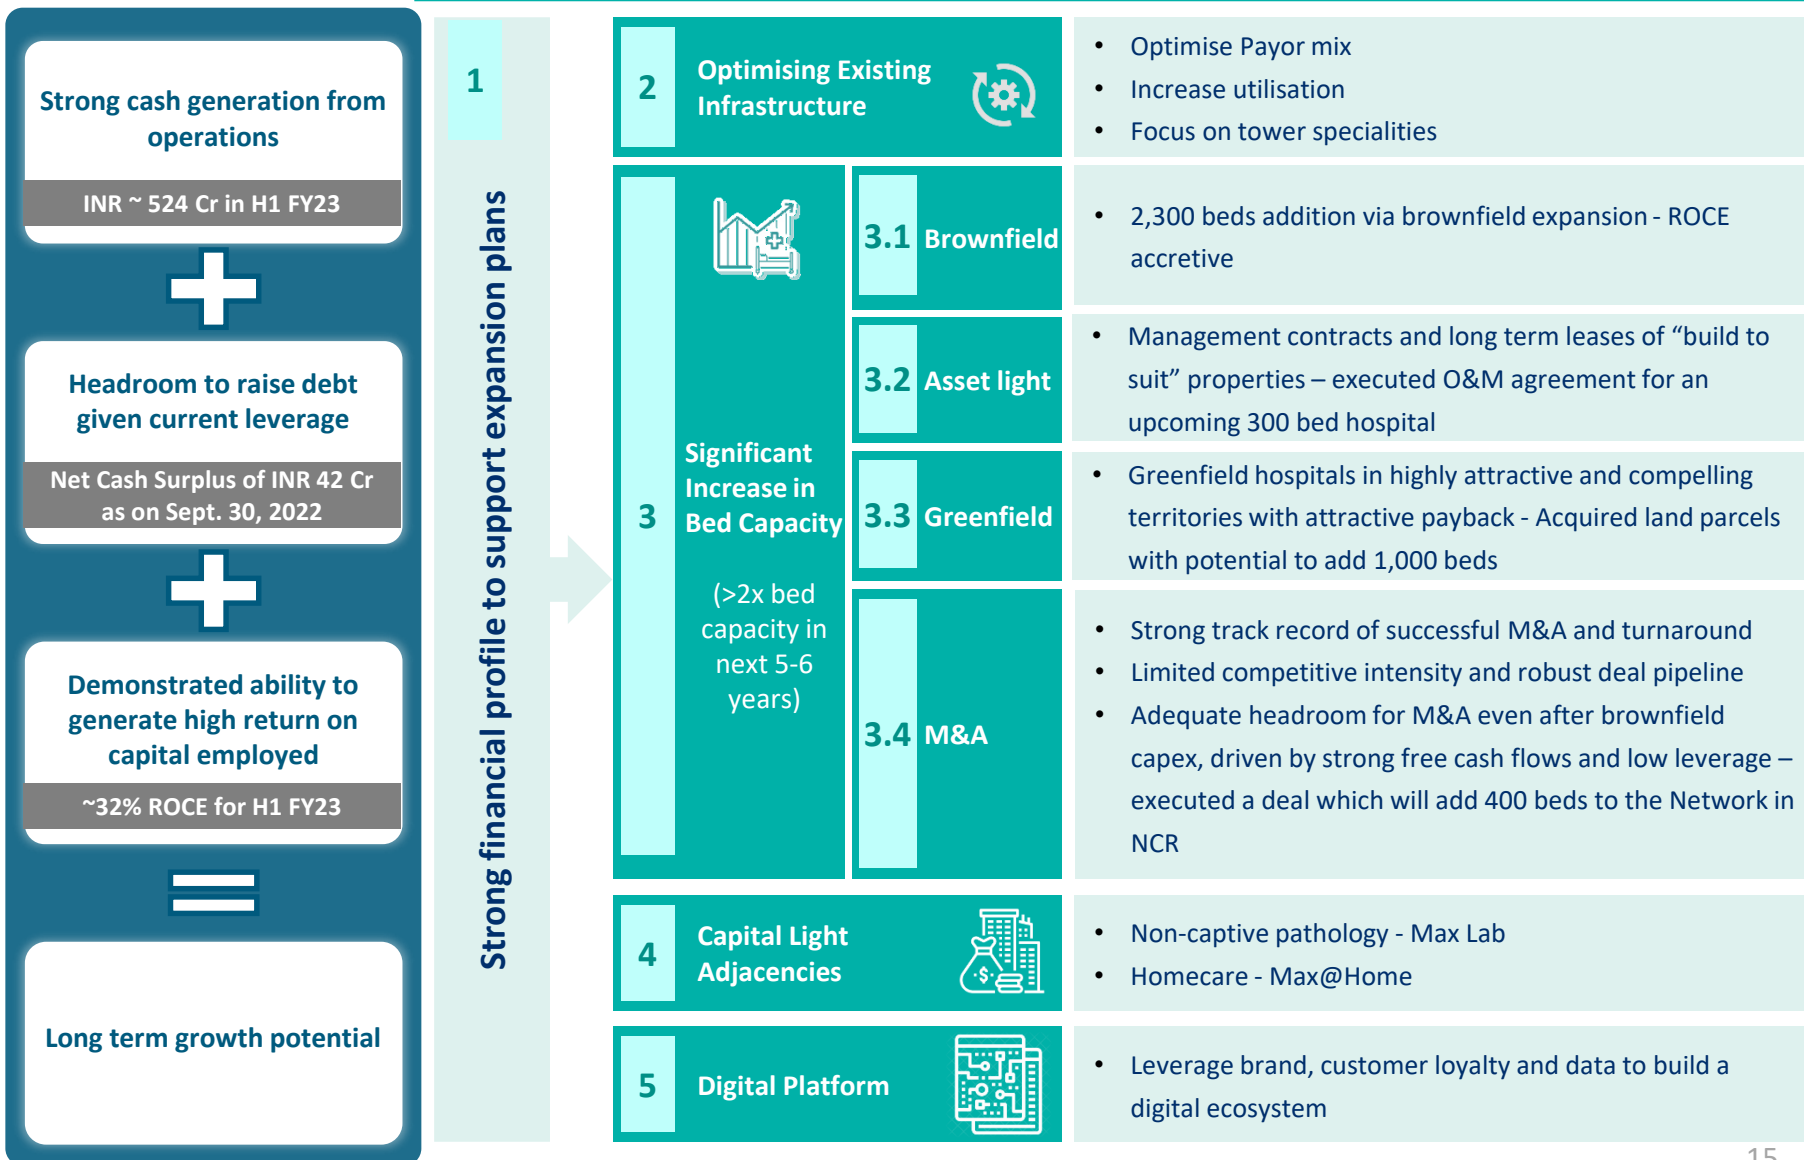 Strong cash generation from
operations
INR ~ 524 Cr in H1 FY23
Headroom to raise debt
given current leverage
Net Cash Surplus of INR 42 Cr
as on Sept. 30, 2022
Demonstrated ability to
generate high return on
capital employed
~32% ROCE for H1 FY23
Long term growth potential
1
Strong financial profile to support expansion plans
2
Optimising Existing
Infrastructure
• Optimise Payor mix
• Increase utilisation
• Focus on tower specialities
3
Significant
Increase in
Bed Capacity
(>2x bed
capacity in
next 5-6
years)
3.1 Brownfield
• 2,300 beds addition via brownfield expansion - ROCE
accretive
3.2 Asset light
• Management contracts and long term leases of “build to
suit” properties – executed O&M agreement for an
upcoming 300 bed hospital
3.3 Greenfield
• Greenfield hospitals in highly attractive and compelling
territories with attractive payback - Acquired land parcels
with potential to add 1,000 beds
3.4 M&A
• Strong track record of successful M&A and turnaround
• Limited competitive intensity and robust deal pipeline
• Adequate headroom for M&A even after brownfield
capex, driven by strong free cash flows and low leverage –
executed a deal which will add 400 beds to the Network in
NCR
4
Capital Light
Adjacencies
$
• Non-captive pathology - Max Lab
• Homecare - Max@Home
5
Digital Platform
• Leverage brand, customer loyalty and data to build a
digital ecosystem
15